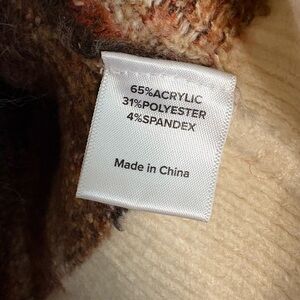 65%ACRYLIC
31%POLYESTER
4%SPANDEX
Made in China